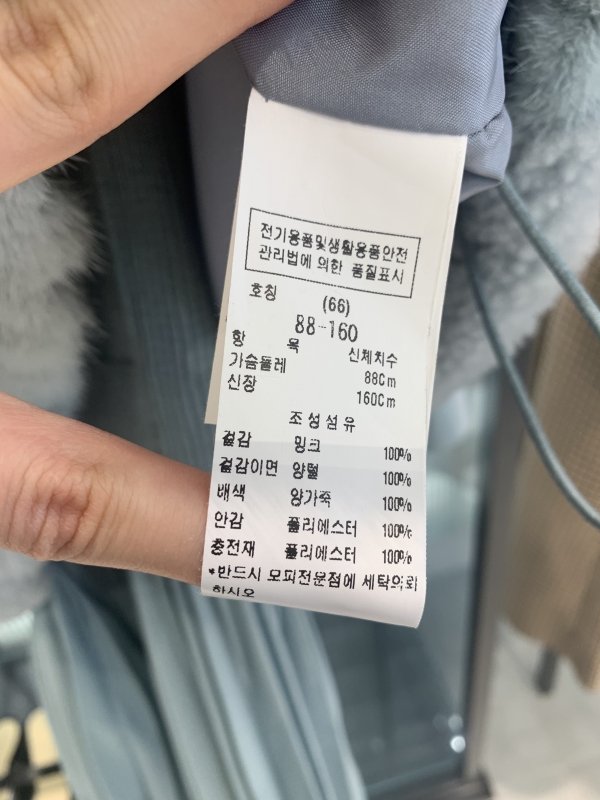 전기용품및생활용품안전
관리법에 의한 품질표시
호칭 (66)
88-160
항 목 신체치수
가슴둘레 88Cm
신장 160Cm
조성섬유
겉감 밍크 100%
겉감이면 양털 100%
배색 양가죽 100%
안감 폴리에스터 100%
충전재 폴리에스터 100%
*반드시 모피전문점에 세탁의뢰
하십오